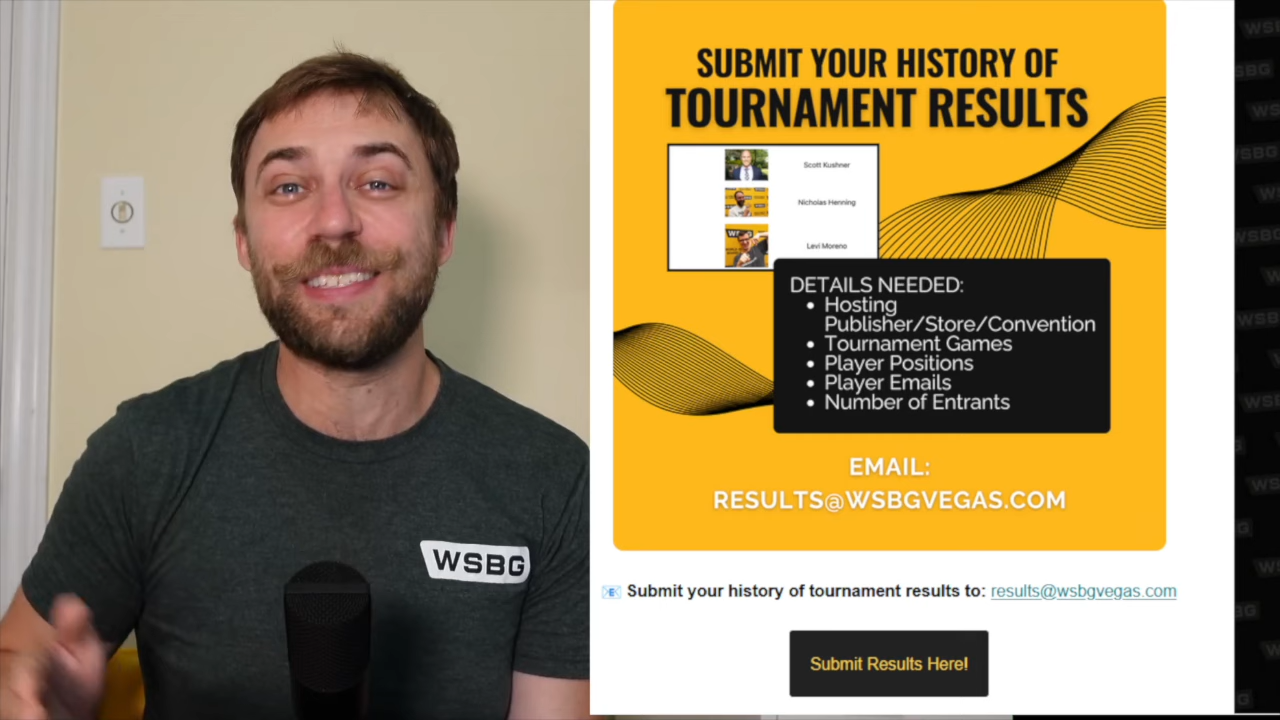 SUBMIT YOUR HISTORY OF
TOURNAMENT RESULTS
Scott Kushner
Nicholas Henning
Levi Moreno
DETAILS NEEDED:
• Hosting
Publisher/Store/Convention
• Tournament Games
• Player Positions
• Player Emails
• Number of Entrants
EMAIL:
RESULTS@WSBGVEGAS.COM
Submit your history of tournament results to: results@wsbgvegas.com
Submit Results Here!
WSBG